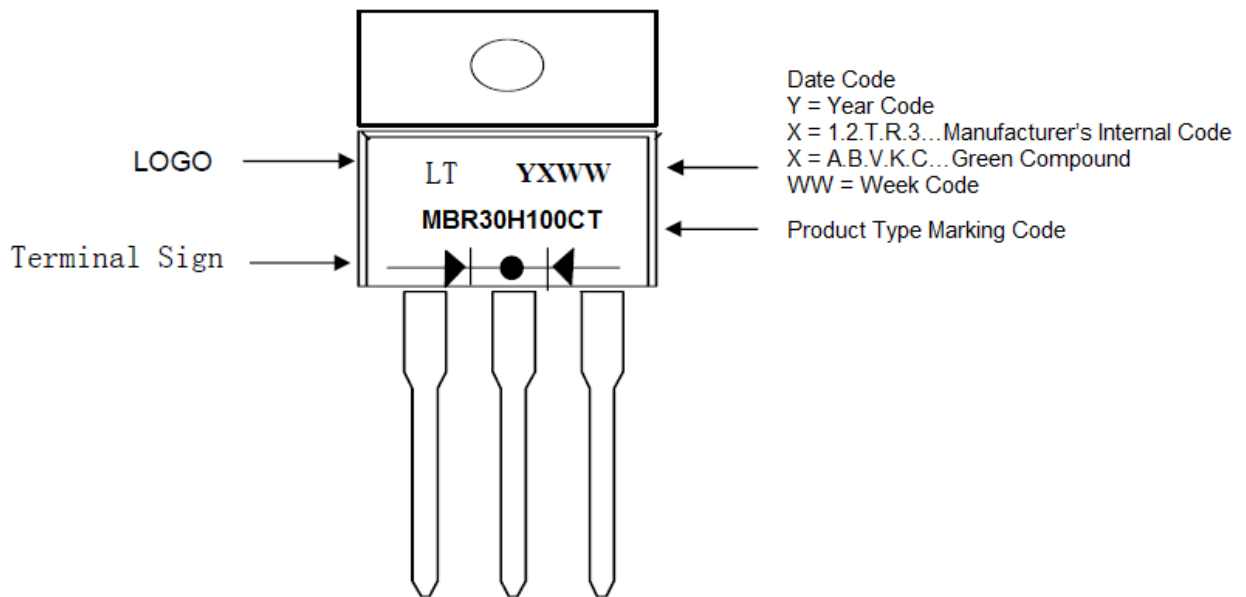 Date Code
Y = Year Code
X = 1.2.T.R.3...Manufacturer's Internal Code
X = A.B.V.K.C...Green Compound
WW = Week Code
LOGO
LT YXWW
MBR30H100CT
Product Type Marking Code
Terminal Sign